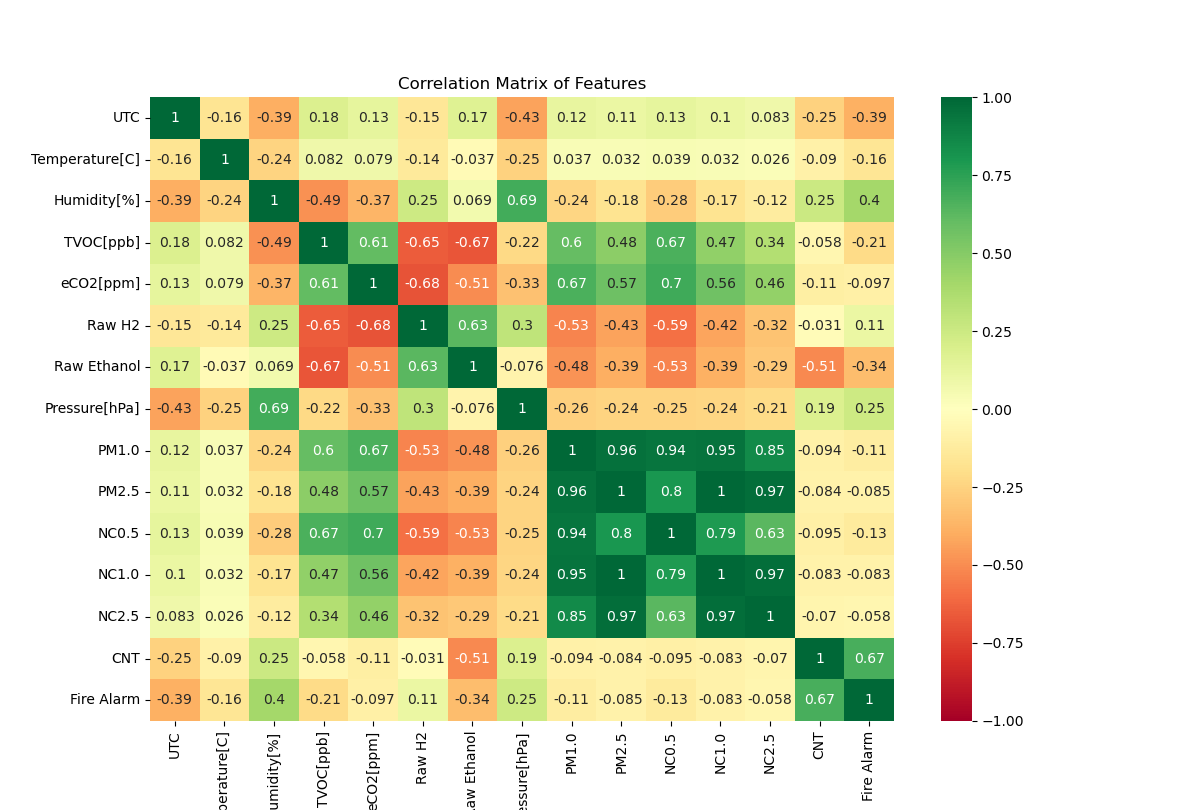 Correlation Matrix of Features
UTC 1 -0.16 -0.39 0.18 0.13 -0.15 0.17 -0.43 0.12 0.11 0.13 0.1 0.083 -0.25 -0.39
Temperature[C] -0.16 1 -0.24 0.082 0.079 -0.14 -0.037 -0.25 0.037 0.032 0.039 0.032 0.026 -0.09 -0.16
Humidity[%] -0.39 -0.24 1 -0.49 -0.37 0.25 0.069 0.69 -0.24 -0.18 -0.28 -0.17 -0.12 0.25 0.4
TVOC[ppb] 0.18 0.082 -0.49 1 0.61 -0.65 -0.67 -0.22 0.6 0.48 0.67 0.47 0.34 -0.058 -0.21
eCO2[ppm] 0.13 0.079 -0.37 0.61 1 -0.68 -0.51 -0.33 0.67 0.57 0.7 0.56 0.46 -0.11 -0.097
Raw H2 -0.15 -0.14 0.25 -0.65 -0.68 1 0.63 0.3 -0.53 -0.43 -0.59 -0.42 -0.32 -0.031 0.11
Raw Ethanol 0.17 -0.037 0.069 -0.67 -0.51 0.63 1 -0.076 -0.48 -0.39 -0.53 -0.39 -0.29 -0.51 -0.34
Pressure[hPa] -0.43 -0.25 0.69 -0.22 -0.33 0.3 -0.076 1 -0.26 -0.24 -0.25 -0.24 -0.21 0.19 0.25
PM1.0 0.12 0.037 -0.24 0.6 0.67 -0.53 -0.48 -0.26 1 0.96 0.94 0.95 0.85 -0.094 -0.11
PM2.5 0.11 0.032 -0.18 0.48 0.57 -0.43 -0.39 -0.24 0.96 1 0.8 1 0.97 -0.084 -0.085
NC0.5 0.13 0.039 -0.28 0.67 0.7 -0.59 -0.53 -0.25 0.94 0.8 1 0.79 0.63 -0.095 -0.13
NC1.0 0.1 0.032 -0.17 0.47 0.56 -0.42 -0.39 -0.24 0.95 1 0.79 1 0.97 -0.083 -0.083
NC2.5 0.083 0.026 -0.12 0.34 0.46 -0.32 -0.29 -0.21 0.85 0.97 0.63 0.97 1 -0.07 -0.058
CNT -0.25 -0.09 0.25 -0.058 -0.11 -0.031 -0.51 0.19 -0.094 -0.084 -0.095 -0.083 -0.07 1 0.67
Fire Alarm -0.39 -0.16 0.4 -0.21 -0.097 0.11 -0.34 0.25 -0.11 -0.085 -0.13 -0.083 -0.058 0.67 1
UTC
perature[C]
umidity[%]
TVOC[ppb]
eCO2[ppm]
Raw H2
aw Ethanol
essure[hPa]
PM1.0
PM2.5
NC0.5
NC1.0
NC2.5
CNT
Fire Alarm
1.00
0.75
0.50
0.25
0.00
−0.25
−0.50
−0.75
−1.00